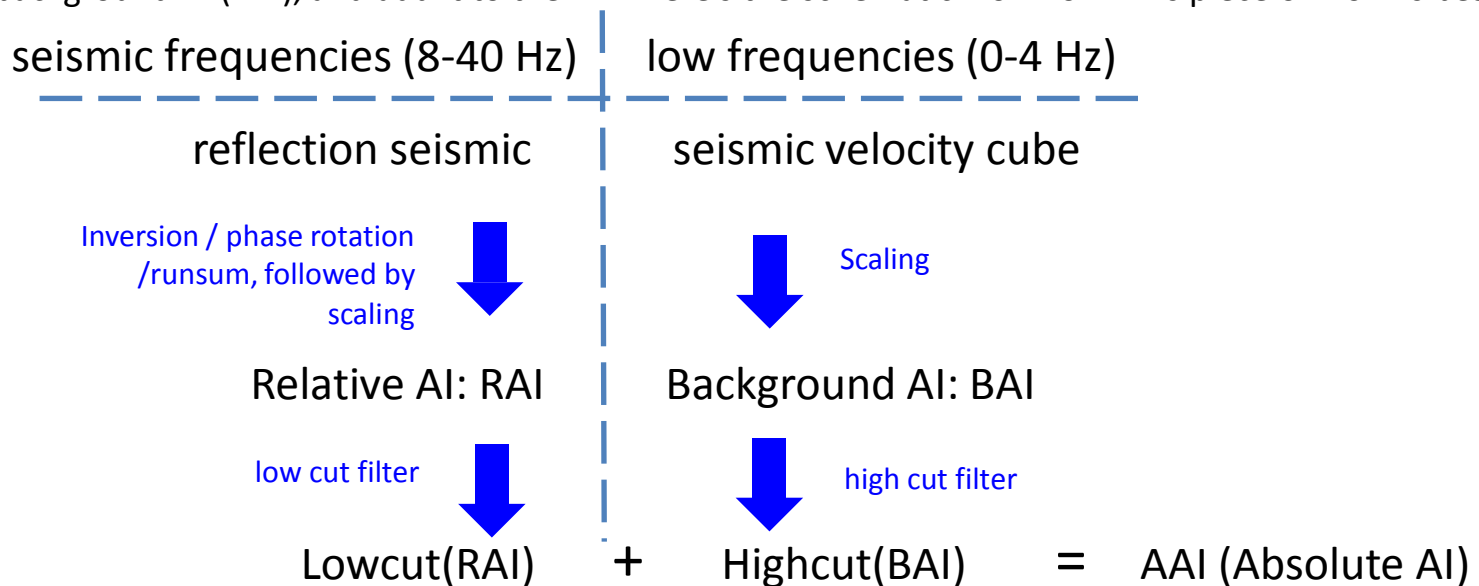 seismic frequencies (8-40 Hz)
low frequencies (0-4 Hz)
reflection seismic
seismic velocity cube
Inversion / phase rotation
/runsum, followed by
scaling
Scaling
Relative AI: RAI
Background AI: BAI
low cut filter
high cut filter
Lowcut(RAI) + Highcut(BAI) = AAI (Absolute AI)